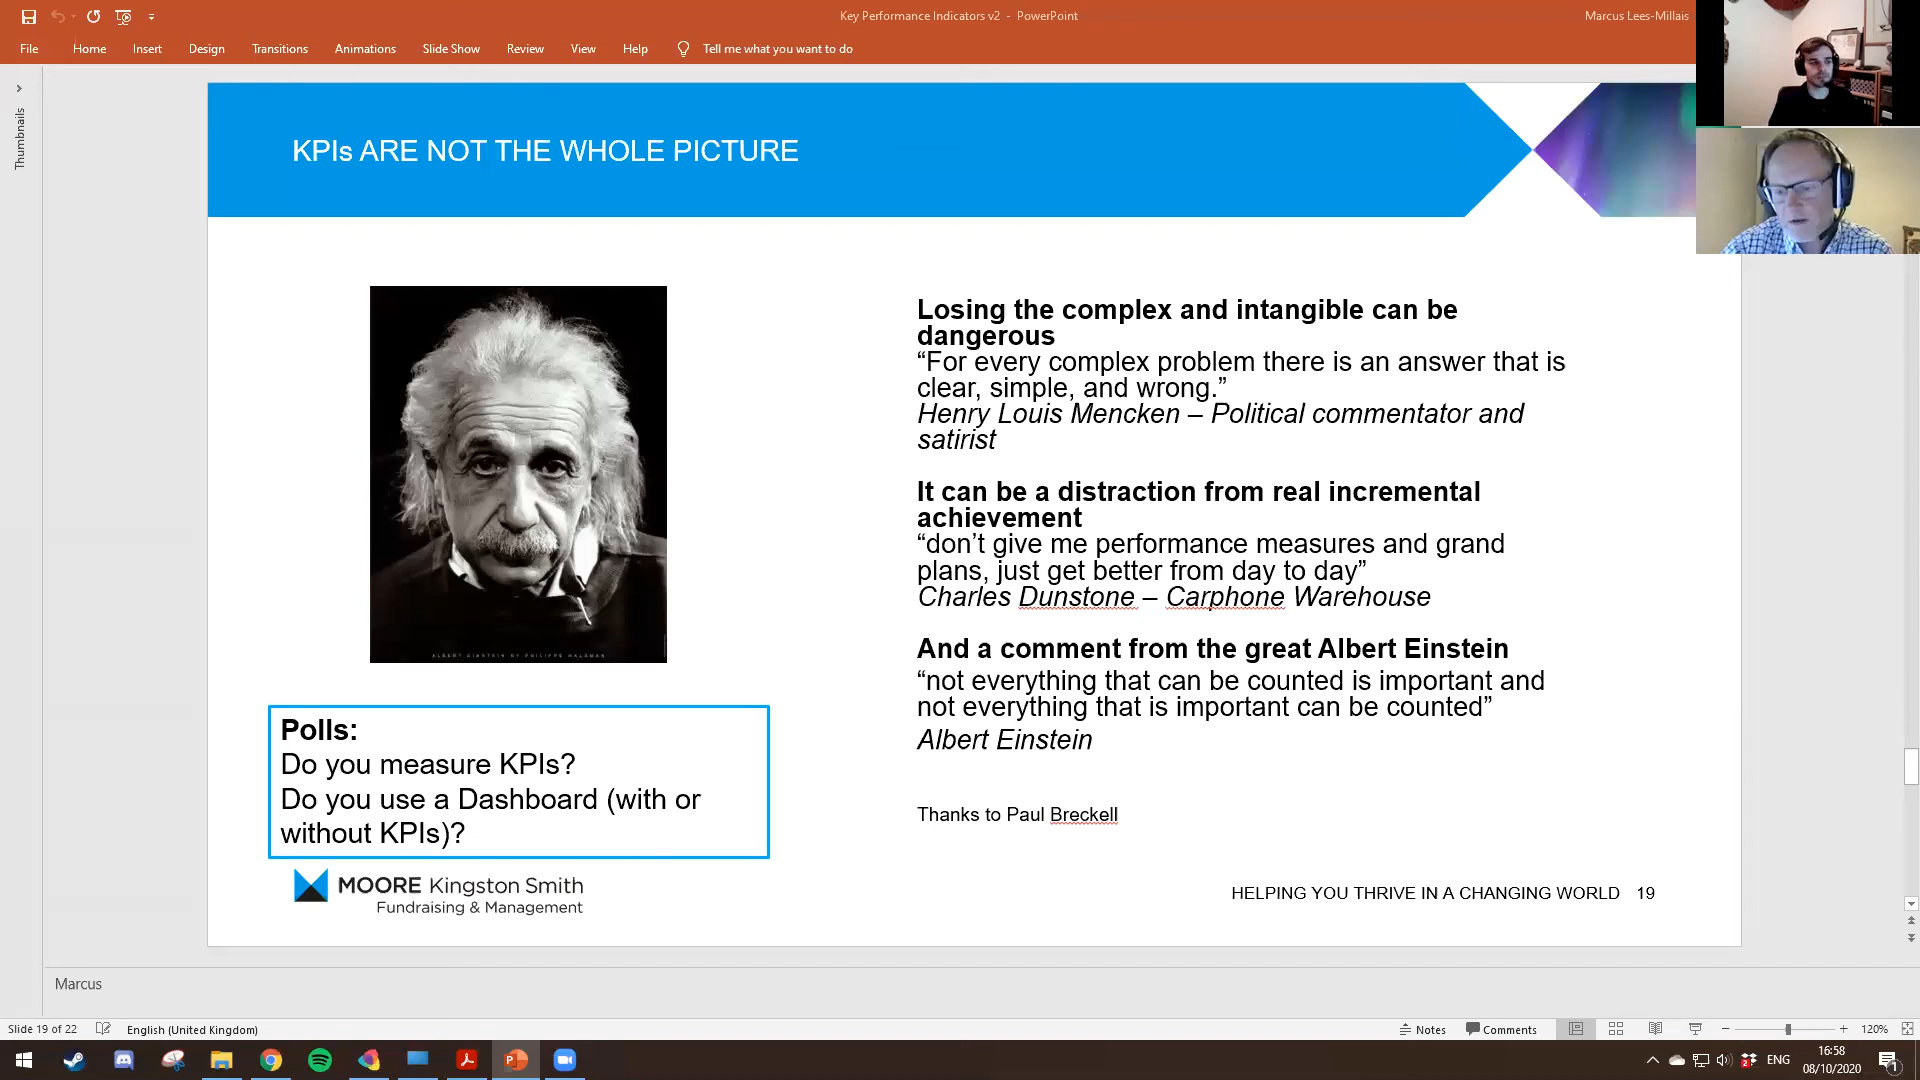 Key Performance Indicators v2 - PowerPoint
Marcus Lees-Millais
File Home Insert Design Transitions Animations Slide Show Review View Help Tell me what you want to do
Thumbnails
KPIs ARE NOT THE WHOLE PICTURE
ALBERT EINSTEIN BY PHILIPPE HALSMAN
Losing the complex and intangible can be
dangerous
“For every complex problem there is an answer that is
clear, simple, and wrong.”
Henry Louis Mencken – Political commentator and
satirist
It can be a distraction from real incremental
achievement
“don’t give me performance measures and grand
plans, just get better from day to day”
Charles Dunstone – Carphone Warehouse
And a comment from the great Albert Einstein
“not everything that can be counted is important and
not everything that is important can be counted”
Albert Einstein
Thanks to Paul Breckell
Polls:
Do you measure KPIs?
Do you use a Dashboard (with or
without KPIs)?
MOORE Kingston Smith
Fundraising & Management
HELPING YOU THRIVE IN A CHANGING WORLD 19
Marcus
Slide 19 of 22 English (United Kingdom) Notes Comments 120%
ENG
16:58
08/10/2020